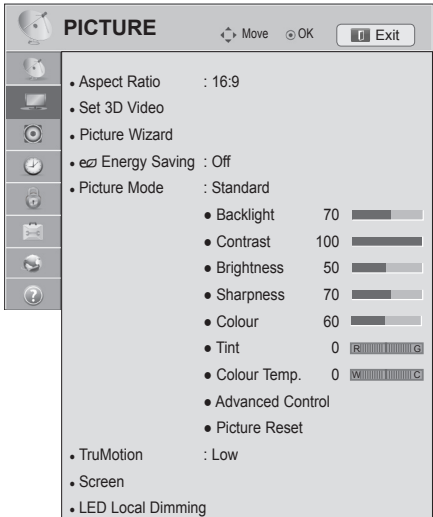 PICTURE Move OK Exit
• Aspect Ratio : 16:9
• Set 3D Video
• Picture Wizard
• Energy Saving : Off
• Picture Mode : Standard
● Backlight 70
● Contrast 100
● Brightness 50
● Sharpness 70
● Colour 60
● Tint 0 R G
● Colour Temp. 0 W C
● Advanced Control
● Picture Reset
• TruMotion : Low
• Screen
• LED Local Dimming